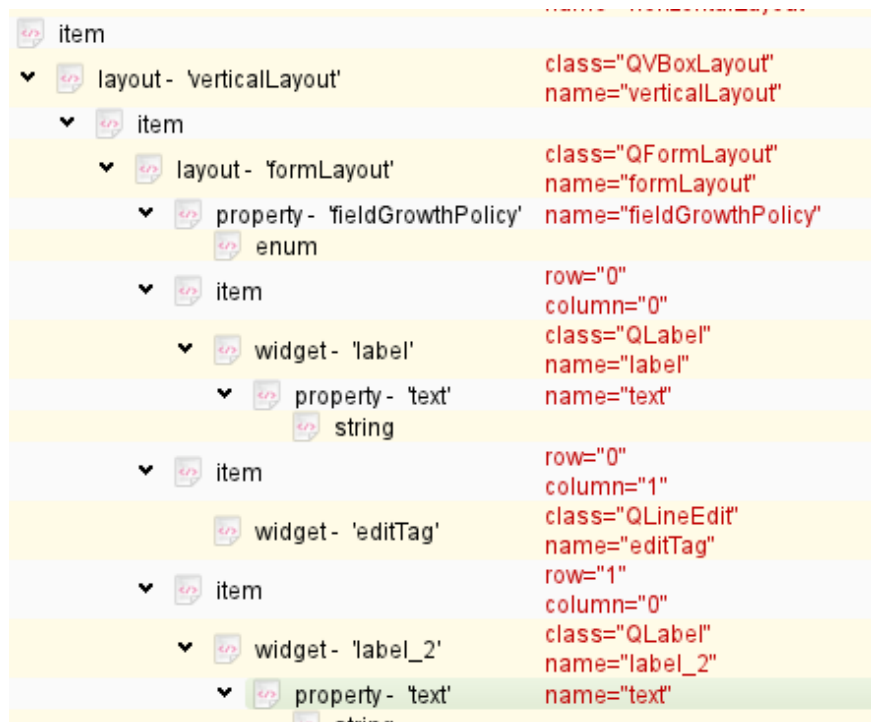 name="horizontalLayout"
item
layout - 'verticalLayout'
class="QVBoxLayout"
name="verticalLayout"
item
layout - 'formLayout'
class="QFormLayout"
name="formLayout"
property - 'fieldGrowthPolicy'
name="fieldGrowthPolicy"
enum
item
row="0"
column="0"
widget - 'label'
class="QLabel"
name="label"
property - 'text'
name="text"
string
item
row="0"
column="1"
widget - 'editTag'
class="QLineEdit"
name="editTag"
item
row="1"
column="0"
widget - 'label_2'
class="QLabel"
name="label_2"
property - 'text'
name="text"
string